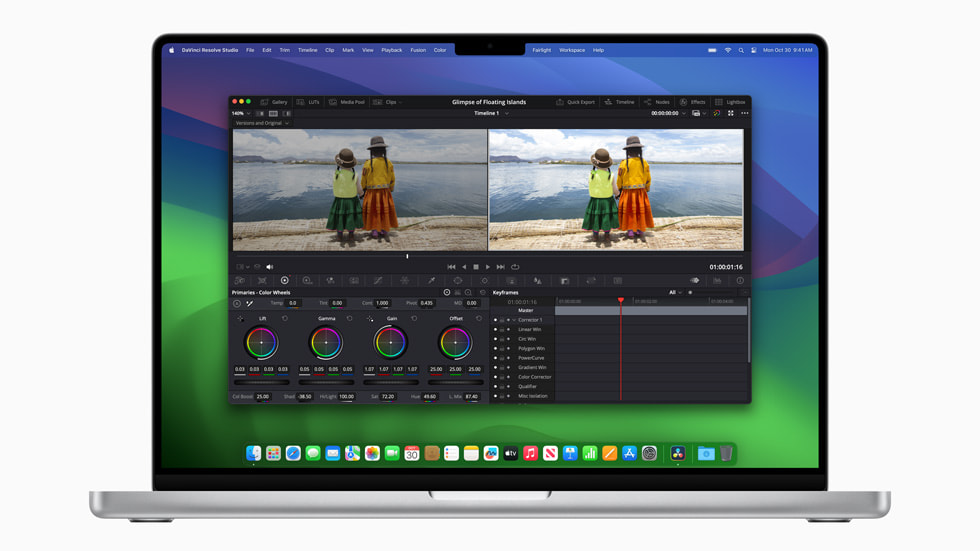 DaVinci Resolve Studio File Edit Trim Timeline Clip Mark View Playback Fusion Color Fairlight Workspace Help Mon Oct 30 9:41 AM
Gallery LUTs Media Pool Clips Glimpse of Floating Islands Quick Export Timeline Nodes Effects Lightbox
140% Timeline 1 00:00:00:00
Versions and Original
01:00:01:16
Primaries - Color Wheels Keyframes All
Temp 0.0 Tint 0.00 Cont 1.000 Pivot 0.435 MD 0.00 01:00:01:16
Master
Lift Gamma Gain Offset Corrector 1
Linear Win
Circ Win
Polygon Win
PowerCurve
Gradient Win
0.03 0.03 0.03 0.03 0.05 0.05 0.05 0.05 1.07 1.07 1.07 1.07 25.00 25.00 25.00
Color Corrector
Qualifier
Col Boost 25.00 Shad -38.50 Hi/Light 100.00 Sat 72.20 Hue 49.60 L. Mix 87.40 Misc Isolation
30
tv